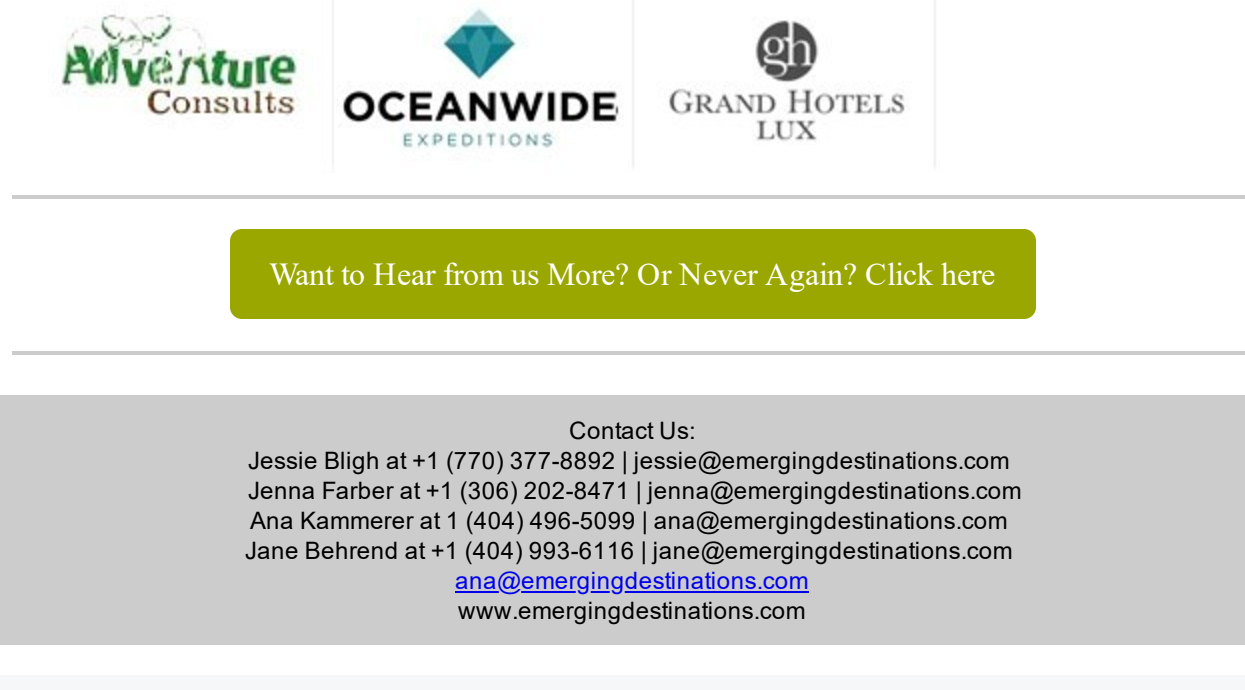 Adventure
Consults
OCEANWIDE
EXPEDITIONS
gh
GRAND HOTELS
LUX
Want to Hear from us More? Or Never Again? Click here
Contact Us:
Jessie Bligh at +1 (770) 377-8892 | jessie@emergingdestinations.com
Jenna Farber at +1 (306) 202-8471 | jenna@emergingdestinations.com
Ana Kammerer at 1 (404) 496-5099 | ana@emergingdestinations.com
Jane Behrend at +1 (404) 993-6116 | jane@emergingdestinations.com
ana@emergingdestinations.com
www.emergingdestinations.com